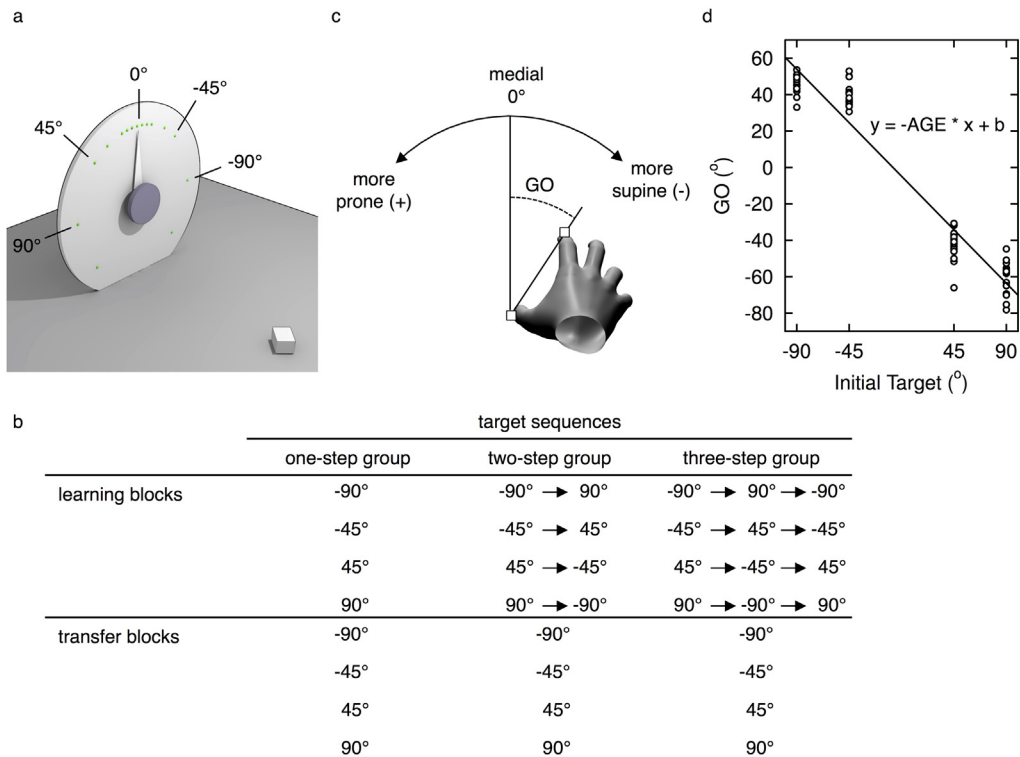 a
0°
-45°
45°
-90°
90°
c
medial
0°
more
prone (+)
more
supine (-)
GO
d
60
40
20
0
-20
-40
-60
-80
GO (°)
y = -AGE * x + b
-90 -45 45 90
Initial Target (°)
b
target sequences
one-step group two-step group three-step group
learning blocks -90° -90° → 90° -90° → 90° → -90°
-45° -45° → 45° -45° → 45° → -45°
45° 45° → -45° 45° → -45° → 45°
90° 90° → -90° 90° → -90° → 90°
transfer blocks -90° -90° -90°
-45° -45° -45°
45° 45° 45°
90° 90° 90°